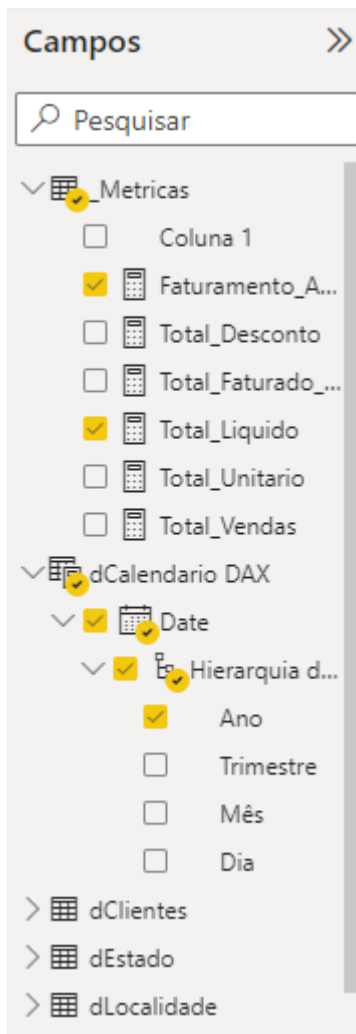 Campos
Pesquisar
_Metricas
Coluna 1
Faturamento_A...
Total_Desconto
Total_Faturado_...
Total_Liquido
Total_Unitario
Total_Vendas
dCalendario DAX
Date
Hierarquia d...
Ano
Trimestre
Mês
Dia
dClientes
dEstado
dLocalidade